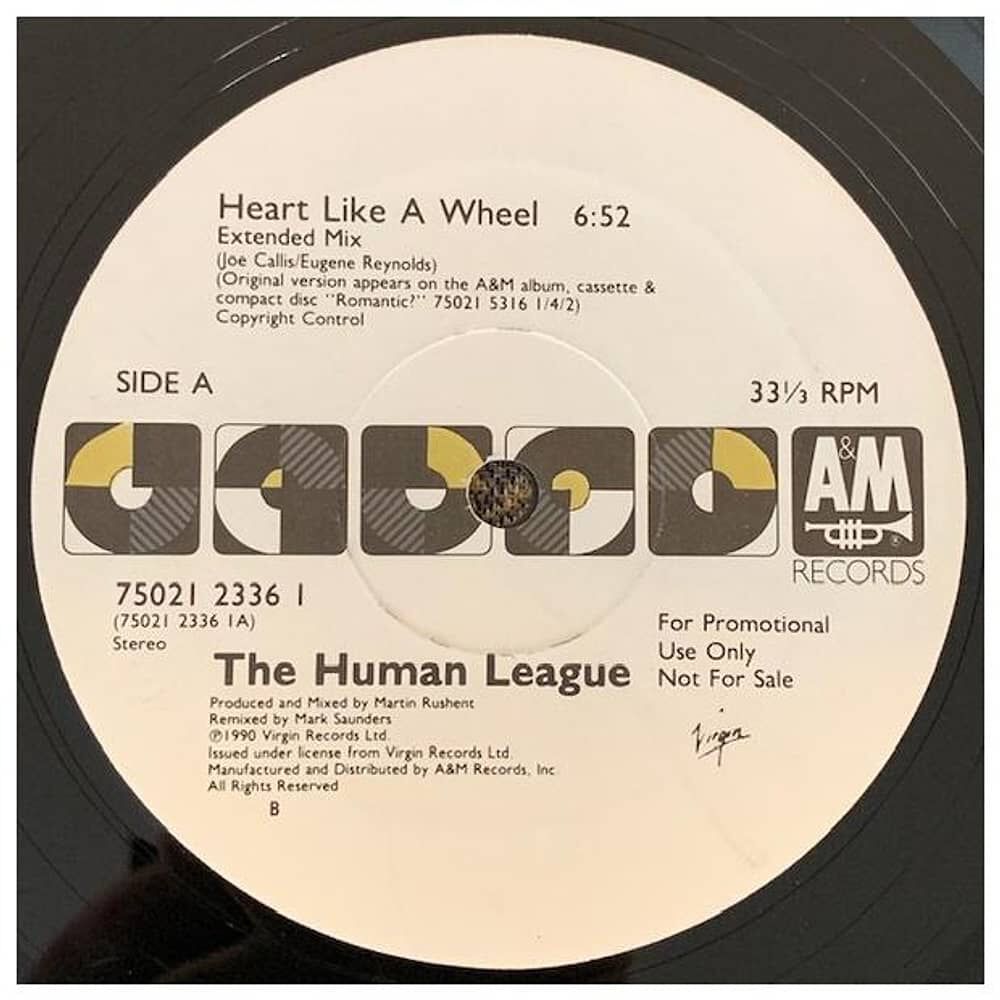 Heart Like A Wheel 6:52
Extended Mix
(Joe Callis/Eugene Reynolds)
(Original version appears on the A&M album, cassette &
compact disc "Romantic?" 75021 5316 1/4/2)
Copyright Control
SIDE A
33⅓ RPM
A&M
®
RECORDS
75021 2336 1
(75021 2336 1A)
Stereo
For Promotional
Use Only
Not For Sale
The Human League
Produced and Mixed by Martin Rushent
Remixed by Mark Saunders
℗1990 Virgin Records Ltd.
Issued under license from Virgin Records Ltd.
Manufactured and Distributed by A&M Records, Inc.
All Rights Reserved
B
Virgin